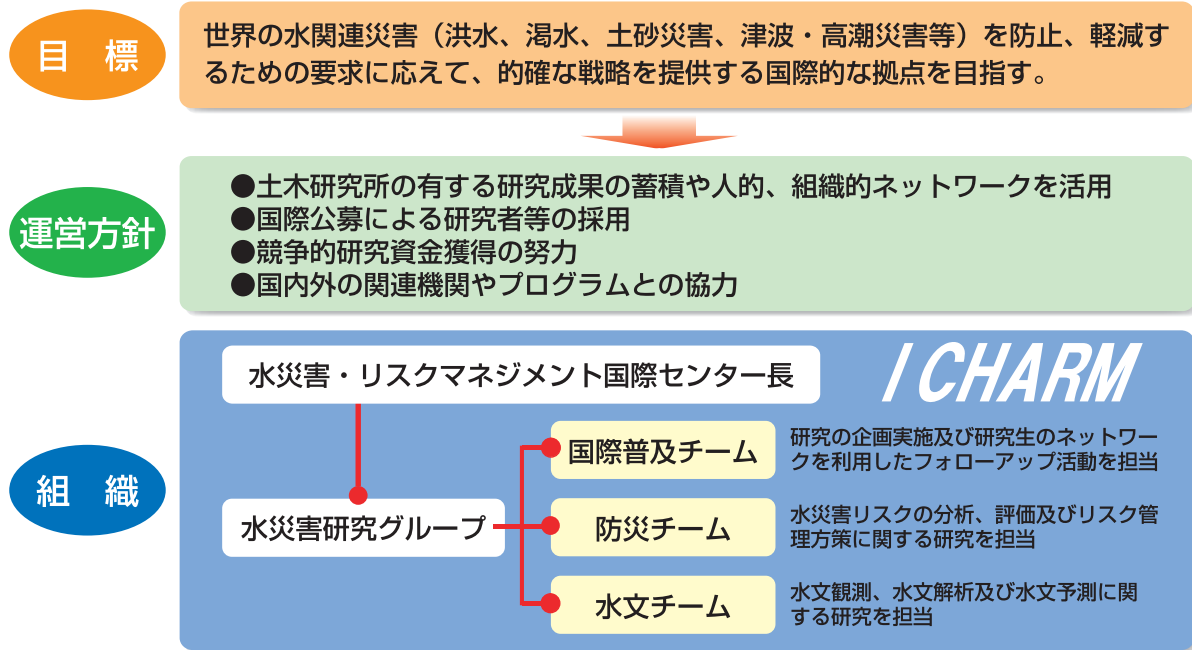 目 標
世界の水関連災害（洪水、渇水、土砂災害、津波・高潮災害等）を防止、軽減す
るための要求に応えて、的確な戦略を提供する国際的な拠点を目指す。
運営方針
●土木研究所の有する研究成果の蓄積や人的、組織的ネットワークを活用
●国際公募による研究者等の採用
●競争的研究資金獲得の努力
●国内外の関連機関やプログラムとの協力
組 織
水災害・リスクマネジメント国際センター長
ICHARM
水災害研究グループ
国際普及チーム
研究の企画実施及び研究生のネットワー
クを利用したフォローアップ活動を担当
防災チーム
水災害リスクの分析、評価及びリスク管
理方策に関する研究を担当
水文チーム
水文観測、水文解析及び水文予測に関
する研究を担当